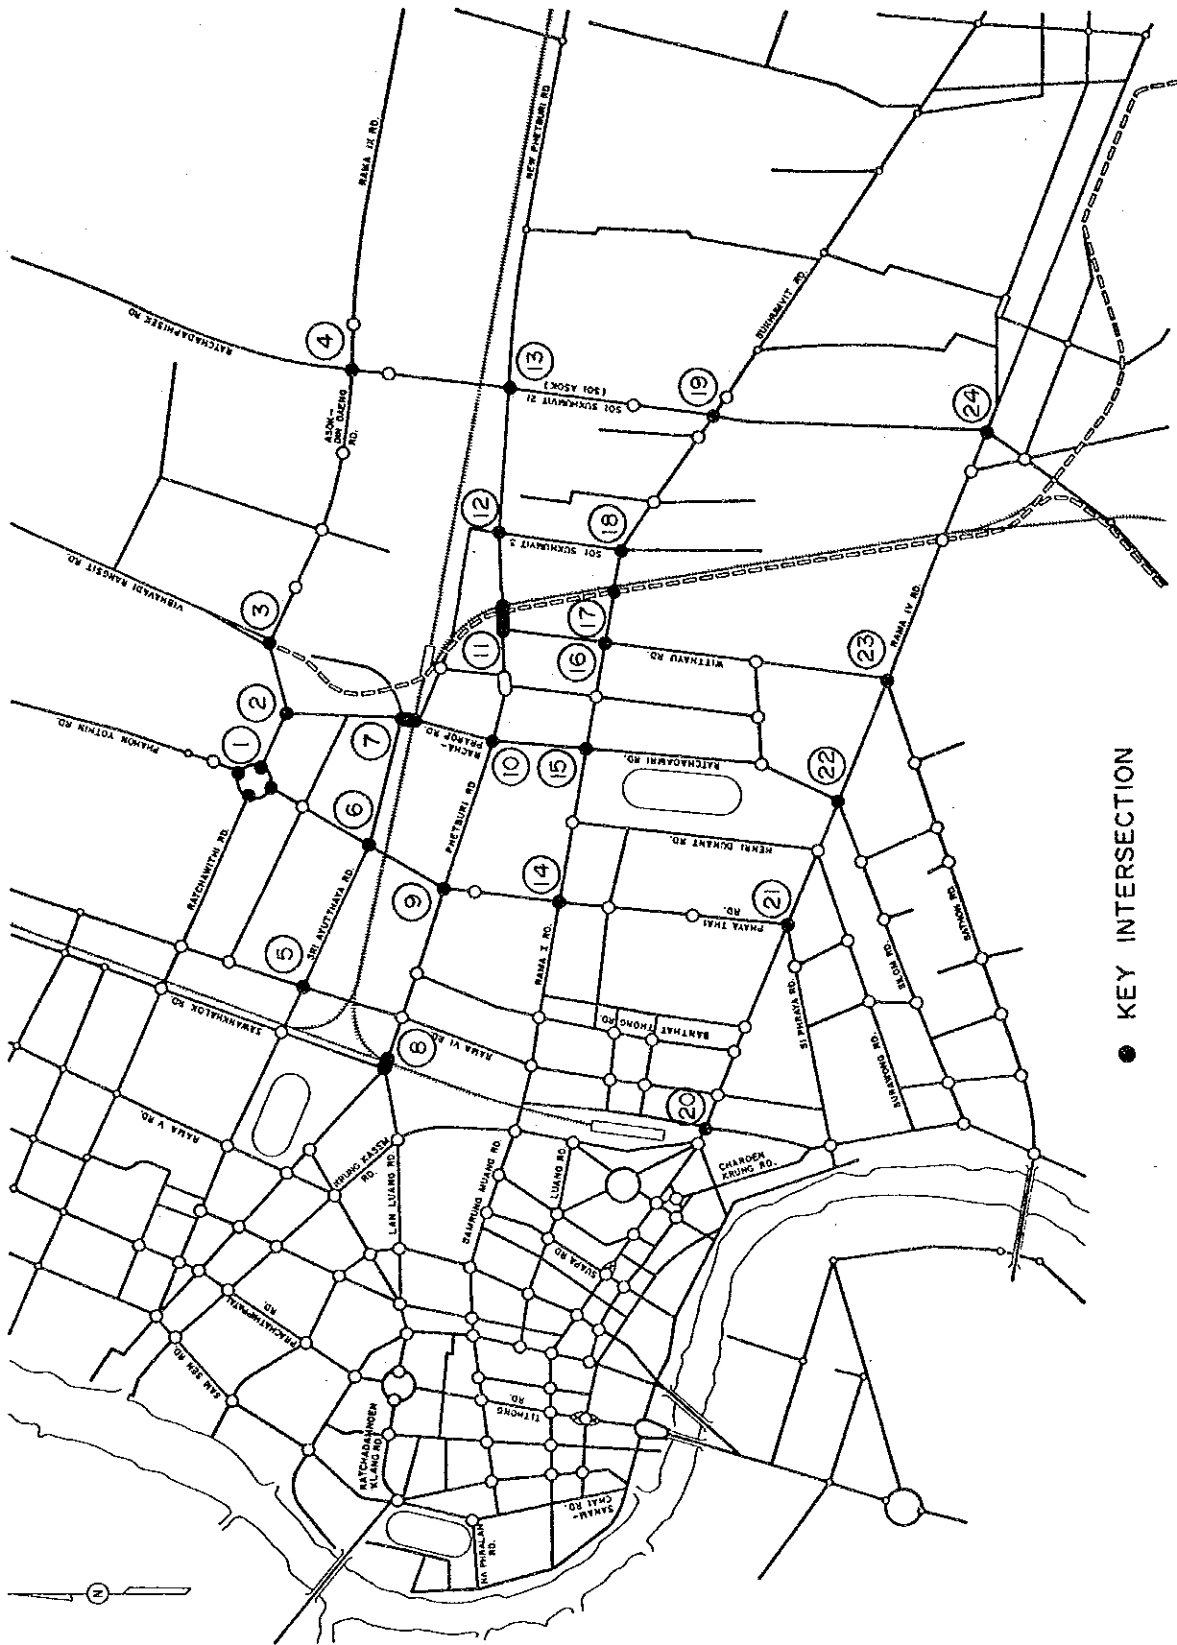 RAMA IX RD.
NEW PHETBURI RD
RATCHADAPHISEK RD
ASOK-
DIN DAENG
RD.
4
13
SOI SUKHUMVIT 21
(SOI ASOK)
SUKHUMVIT RD.
19
24
VIBHAVADI RANGSIT RD.
3
12
18
SOI SUKHUMVIT 3
11
17
16
WITTHAYU RD.
RAMA IV RD.
23
PHAHON YOTHIN RD.
1
2
7
RACHA-
PRAROP RD.
10
15
RATCHADAMRI RD.
22
RATCHAWITHI RD.
6
PHETBURI RD
HENRI DUNANT RD.
SRI AYUTTHAYA RD.
9
14
RAMA I RD.
PHAYA THAI
RD.
21
5
SAWANKHALOK RD
8
RAMA VI RD.
BANTHAT THONG RD.
SI PHRAYA RD.
SURAWONG RD.
SILOM RD.
SATHON RD.
20
RAMA V RD.
KRUNG KASEM
RD.
LAN LUANG RD.
BAMRUNG MUANG RD.
LUANG RD.
CHAROEN
KRUNG RD.
SUAPA RD
PRACHATHIPPATAI
RD.
SAM SEN RD.
RATCHADAMNOEN
KLANG RD
TITHONG
RD.
SANAM-
CHAI RD.
NA PHRALAN
RD.
N
KEY INTERSECTION